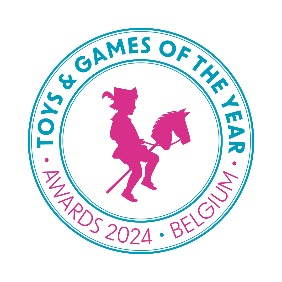 TOYS & GAMES OF THE YEAR
• AWARDS 2024 • BELGIUM •